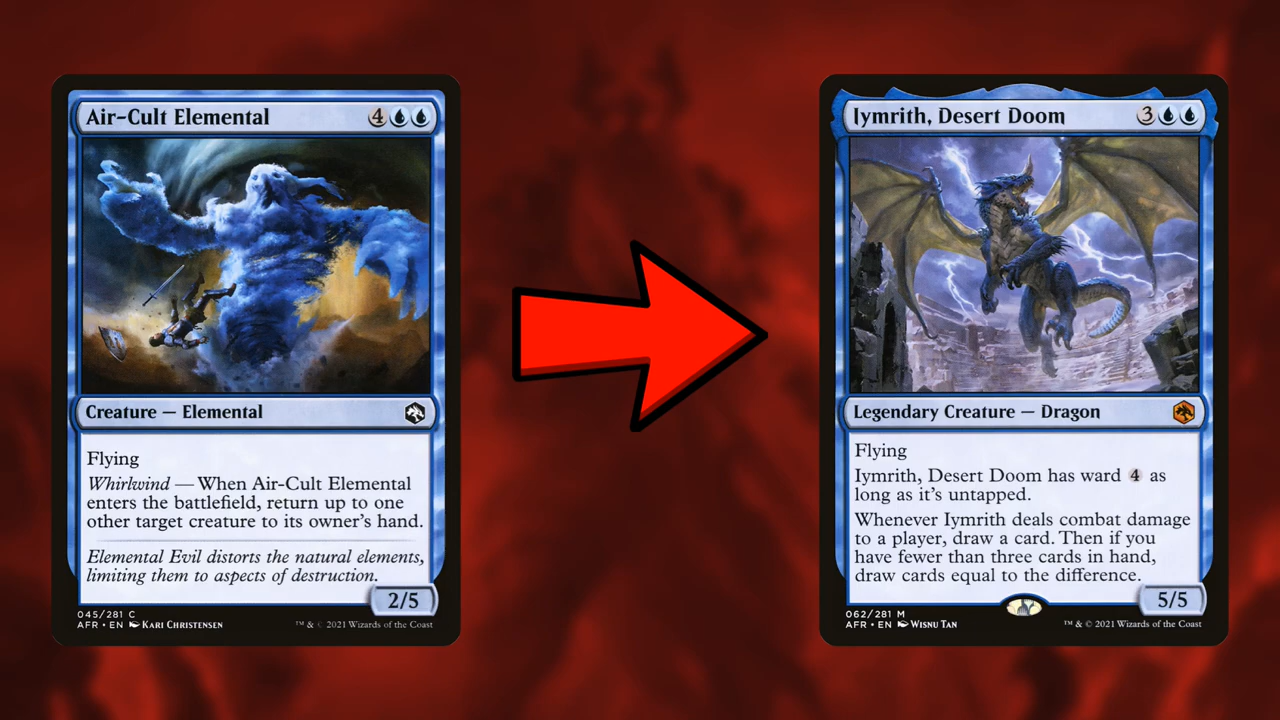 Air-Cult Elemental 4
Creature — Elemental
Flying
Whirlwind — When Air-Cult Elemental
enters the battlefield, return up to one
other target creature to its owner's hand.
Elemental Evil distorts the natural elements,
limiting them to aspects of destruction.
2/5
045/281 C
AFR • EN Kari Christensen
™ & © 2021 Wizards of the Coast
Iymrith, Desert Doom 3
Legendary Creature — Dragon
Flying
Iymrith, Desert Doom has ward 4 as
long as it's untapped.
Whenever Iymrith deals combat damage
to a player, draw a card. Then if you
have fewer than three cards in hand,
draw cards equal to the difference.
5/5
062/281 M
AFR • EN Wisnu Tan
™ & © 2021 Wizards of the Coast